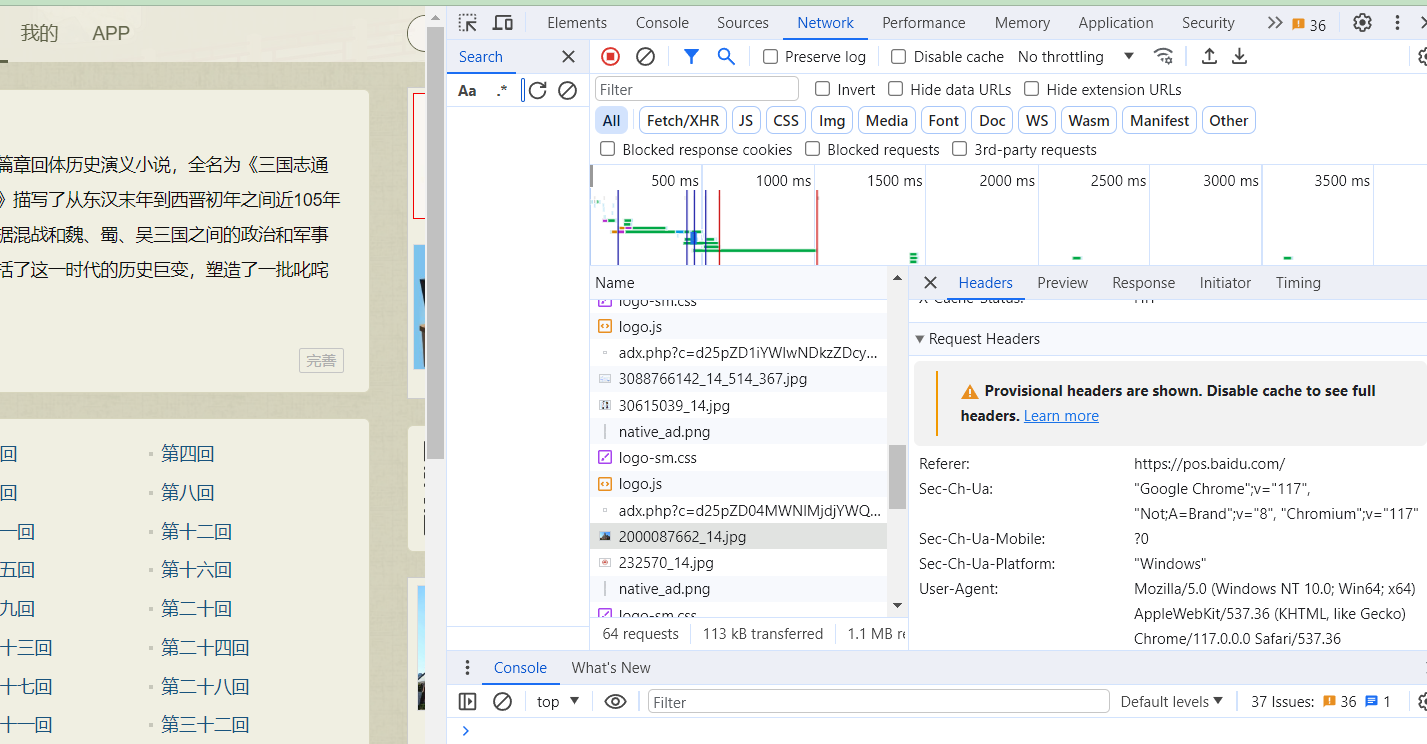 我的 APP
篇章回体历史演义小说，全名为《三国志通
》描写了从东汉末年到西晋初年之间近105年
据混战和魏、蜀、吴三国之间的政治和军事
括了这一时代的历史巨变，塑造了一批叱咤
完善
回 第四回
回 第八回
一回 第十二回
五回 第十六回
九回 第二十回
十三回 第二十四回
十七回 第二十八回
十一回 第三十二回
Elements Console Sources Network Performance Memory Application Security 36
Search
Preserve log Disable cache No throttling
Aa .*
Filter Invert Hide data URLs Hide extension URLs
All Fetch/XHR JS CSS Img Media Font Doc WS Wasm Manifest Other
Blocked response cookies Blocked requests 3rd-party requests
500 ms 1000 ms 1500 ms 2000 ms 2500 ms 3000 ms 3500 ms
Name
logo-sm.css
logo.js
adx.php?c=d25pZD1iYWIwNDkzZDcy...
3088766142_14_514_367.jpg
30615039_14.jpg
native_ad.png
logo-sm.css
logo.js
adx.php?c=d25pZD04MWNlMjdjYWQ...
2000087662_14.jpg
232570_14.jpg
native_ad.png
logo-sm.css
64 requests 113 kB transferred 1.1 MB re
Headers Preview Response Initiator Timing
X-Cache-Status:
Request Headers
Provisional headers are shown. Disable cache to see full
headers. Learn more
Referer: https://pos.baidu.com/
Sec-Ch-Ua: "Google Chrome";v="117",
"Not;A=Brand";v="8", "Chromium";v="117"
Sec-Ch-Ua-Mobile: ?0
Sec-Ch-Ua-Platform: "Windows"
User-Agent: Mozilla/5.0 (Windows NT 10.0; Win64; x64)
AppleWebKit/537.36 (KHTML, like Gecko)
Chrome/117.0.0.0 Safari/537.36
Console What's New
top Filter Default levels 37 Issues: 36 1